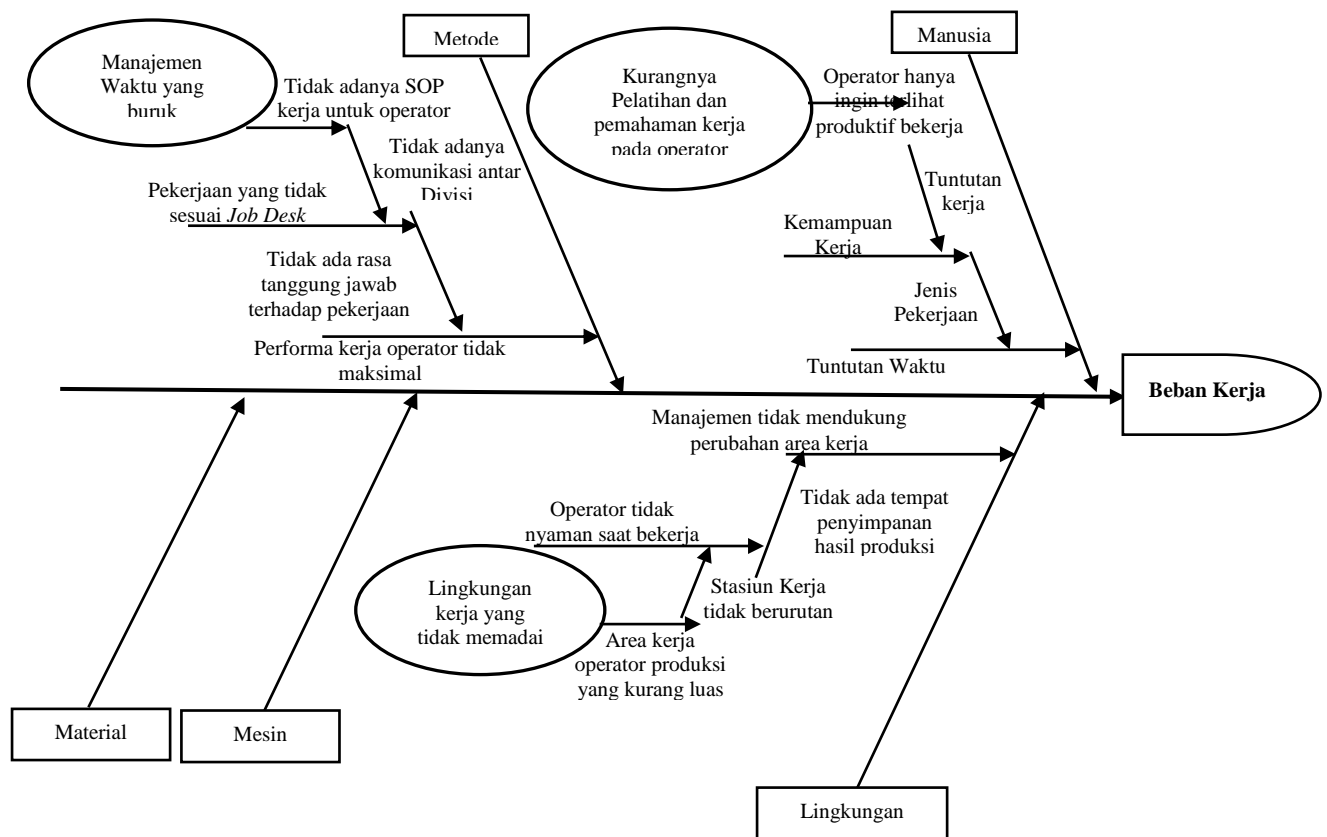 Metode
Manusia
Manajemen
Waktu yang
buruk
Tidak adanya SOP
kerja untuk operator
Tidak adanya
komunikasi antar
Divisi
Pekerjaan yang tidak
sesuai Job Desk
Tidak ada rasa
tanggung jawab
terhadap pekerjaan
Performa kerja operator tidak
maksimal
Kurangnya
Pelatihan dan
pemahaman kerja
pada operator
Operator hanya
ingin terlihat
produktif bekerja
Tuntutan
kerja
Kemampuan
Kerja
Jenis
Pekerjaan
Tuntutan Waktu
Beban Kerja
Manajemen tidak mendukung
perubahan area kerja
Tidak ada tempat
penyimpanan
hasil produksi
Operator tidak
nyaman saat bekerja
Stasiun Kerja
tidak berurutan
Lingkungan
kerja yang
tidak memadai
Area kerja
operator produksi
yang kurang luas
Material
Mesin
Lingkungan